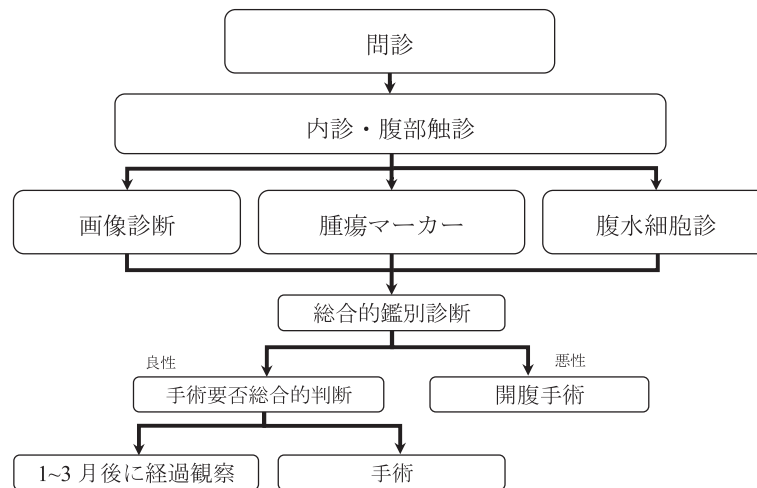 問診
内診・腹部触診
画像診断
腫瘍マーカー
腹水細胞診
総合的鑑別診断
良性
悪性
手術要否総合的判断
開腹手術
1~3 月後に経過観察
手術